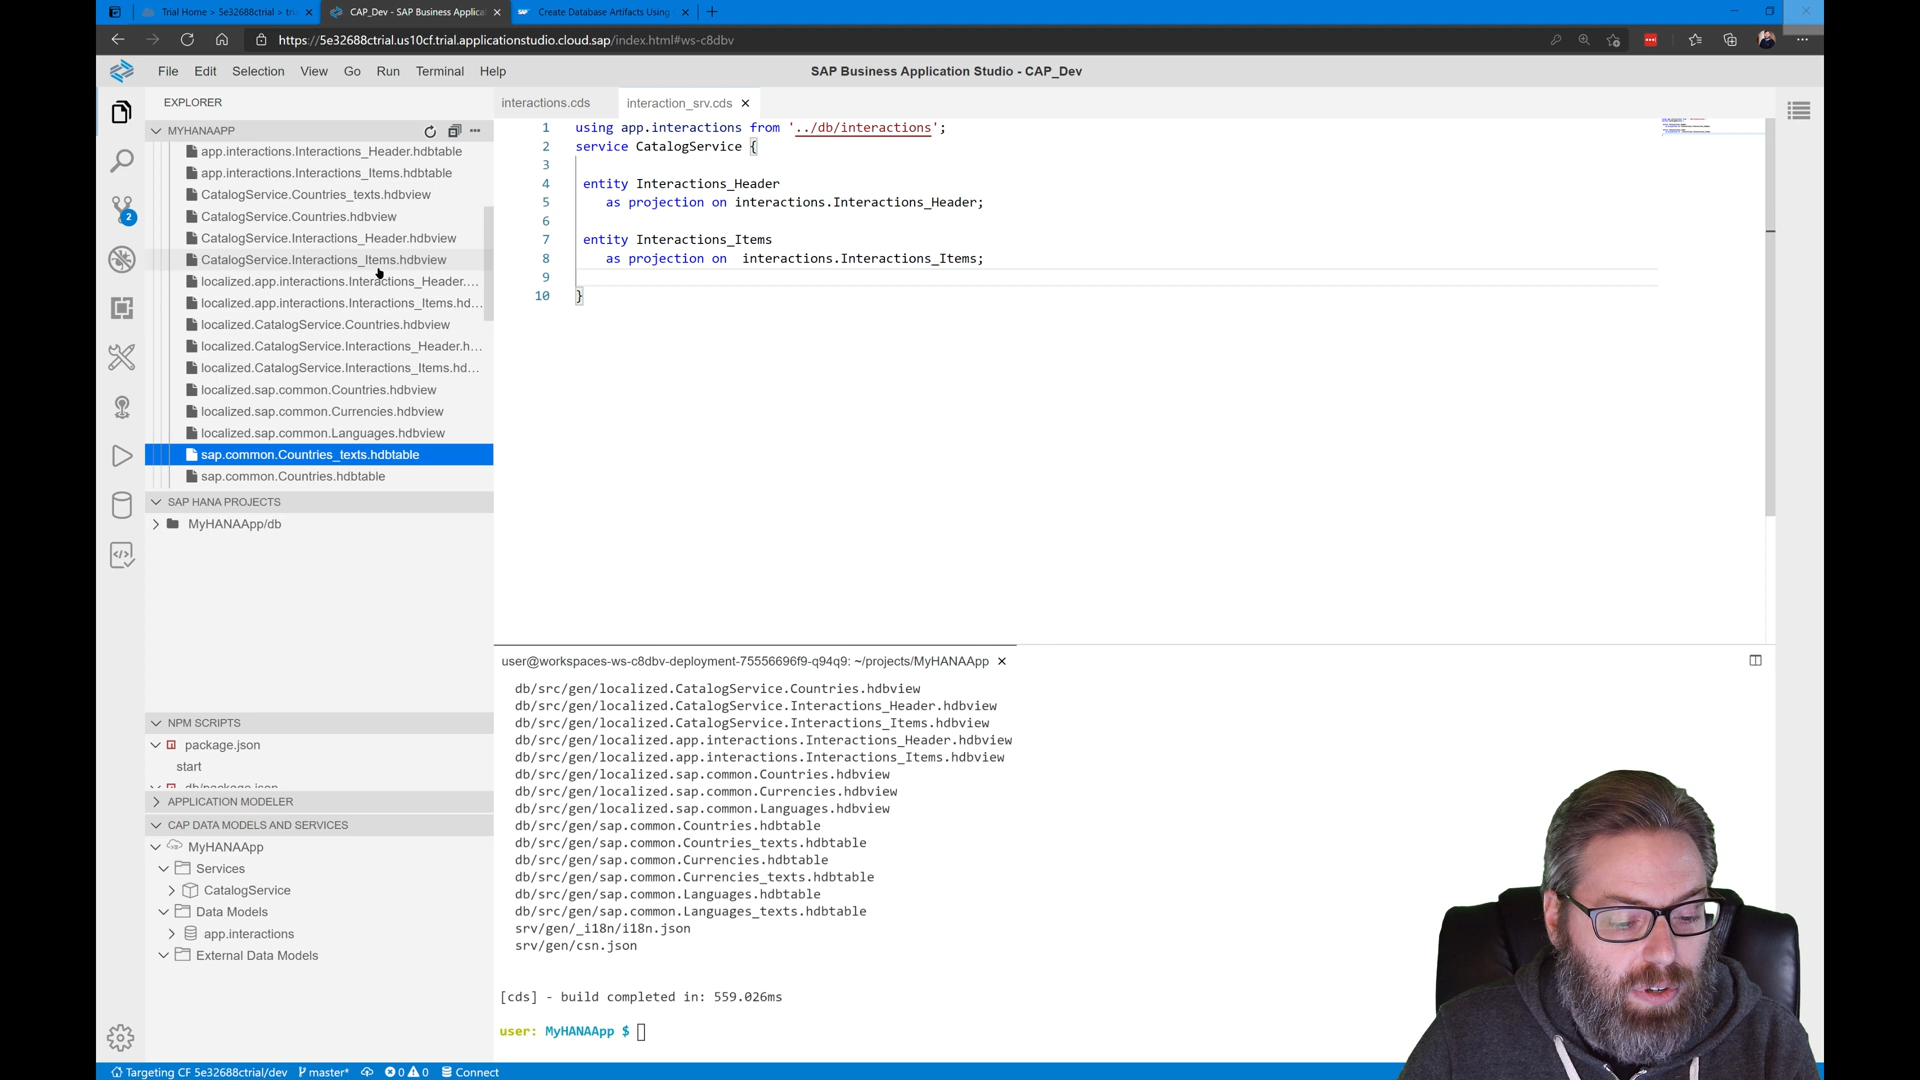 Trial Home > 5e32688ctrial > tri
CAP_Dev - SAP Business Applica
Create Database Artifacts Using
https://5e32688ctrial.us10cf.trial.applicationstudio.cloud.sap/index.html#ws-c8dbv
File Edit Selection View Go Run Terminal Help
SAP Business Application Studio - CAP_Dev
EXPLORER
MYHANAAPP
app.interactions.Interactions_Header.hdbtable
app.interactions.Interactions_Items.hdbtable
CatalogService.Countries_texts.hdbview
CatalogService.Countries.hdbview
CatalogService.Interactions_Header.hdbview
CatalogService.Interactions_Items.hdbview
localized.app.interactions.Interactions_Header....
localized.app.interactions.Interactions_Items.hd...
localized.CatalogService.Countries.hdbview
localized.CatalogService.Interactions_Header.h...
localized.CatalogService.Interactions_Items.hd...
localized.sap.common.Countries.hdbview
localized.sap.common.Currencies.hdbview
localized.sap.common.Languages.hdbview
sap.common.Countries_texts.hdbtable
sap.common.Countries.hdbtable
2
SAP HANA PROJECTS
MyHANAApp/db
NPM SCRIPTS
package.json
start
db/package.json
APPLICATION MODELER
CAP DATA MODELS AND SERVICES
MyHANAApp
Services
CatalogService
Data Models
app.interactions
External Data Models
interactions.cds
interaction_srv.cds
1 using app.interactions from '../db/interactions';
2 service CatalogService {
3
4 entity Interactions_Header
5 as projection on interactions.Interactions_Header;
6
7 entity Interactions_Items
8 as projection on  interactions.Interactions_Items;
9
10 }
user@workspaces-ws-c8dbv-deployment-75556696f9-q94q9: ~/projects/MyHANAApp
db/src/gen/localized.CatalogService.Countries.hdbview
db/src/gen/localized.CatalogService.Interactions_Header.hdbview
db/src/gen/localized.CatalogService.Interactions_Items.hdbview
db/src/gen/localized.app.interactions.Interactions_Header.hdbview
db/src/gen/localized.app.interactions.Interactions_Items.hdbview
db/src/gen/localized.sap.common.Countries.hdbview
db/src/gen/localized.sap.common.Currencies.hdbview
db/src/gen/localized.sap.common.Languages.hdbview
db/src/gen/sap.common.Countries.hdbtable
db/src/gen/sap.common.Countries_texts.hdbtable
db/src/gen/sap.common.Currencies.hdbtable
db/src/gen/sap.common.Currencies_texts.hdbtable
db/src/gen/sap.common.Languages.hdbtable
db/src/gen/sap.common.Languages_texts.hdbtable
srv/gen/_i18n/i18n.json
srv/gen/csn.json
[cds] - build completed in: 559.026ms
user: MyHANAApp $
Targeting CF 5e32688ctrial/dev master* 0 0 Connect